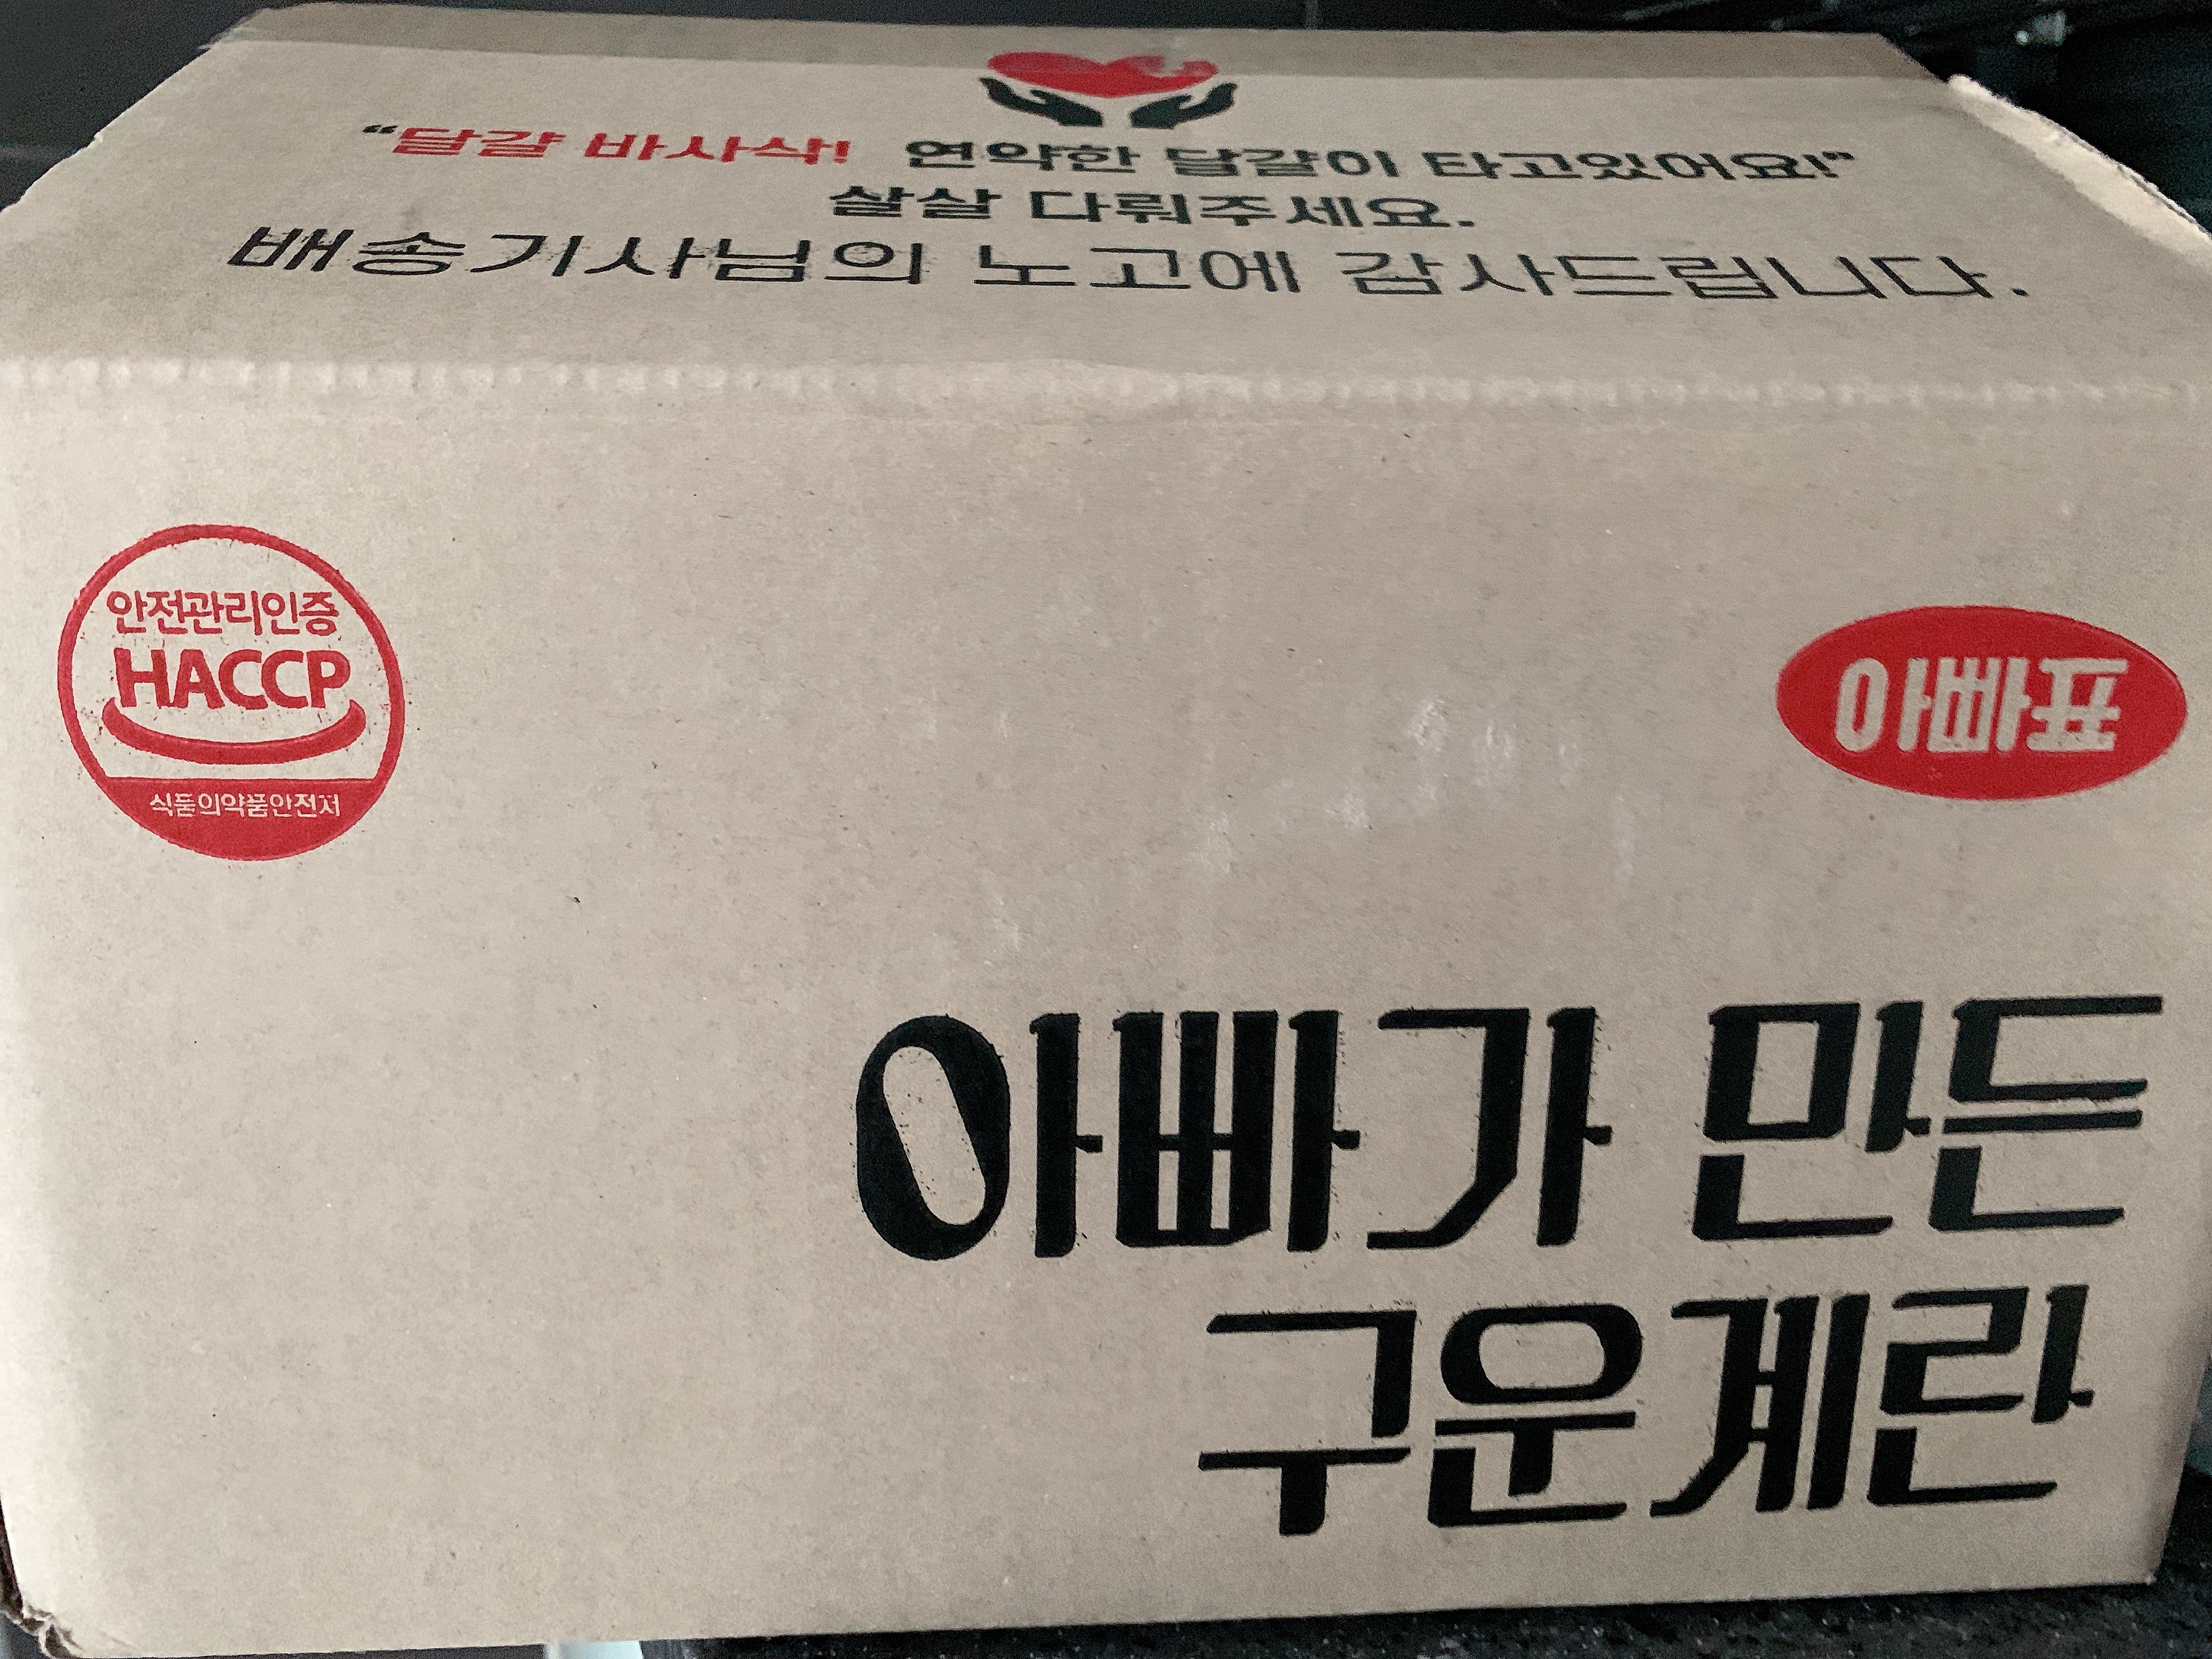 “달걀 바사삭! 연약한 달걀이 타고있어요!”
살살 다뤄주세요.
배송기사님의 노고에 감사드립니다.
안전관리인증
HACCP
식품의약품안전처
아빠표
아빠가 만든
구운계란